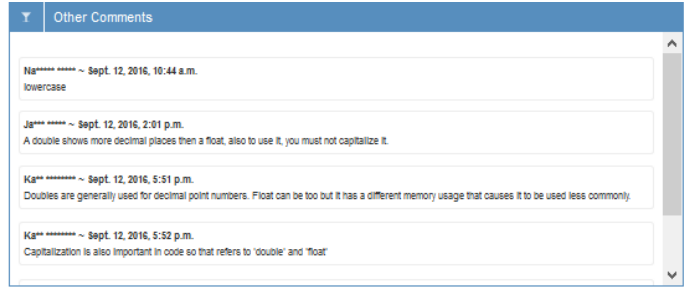 Other Comments
Na***** ***** ~ Sept. 12, 2016, 10:44 a.m.
lowercase
Ja*** ***** ~ Sept. 12, 2016, 2:01 p.m.
A double shows more decimal places then a float, also to use it, you must not capitalize it.
Ka** ******** ~ Sept. 12, 2016, 5:51 p.m.
Doubles are generally used for decimal point numbers. Float can be too but it has a different memory usage that causes it to be used less commonly.
Ka** ******** ~ Sept. 12, 2016, 5:52 p.m.
Capitalization is also important in code so that refers to 'double' and 'float'